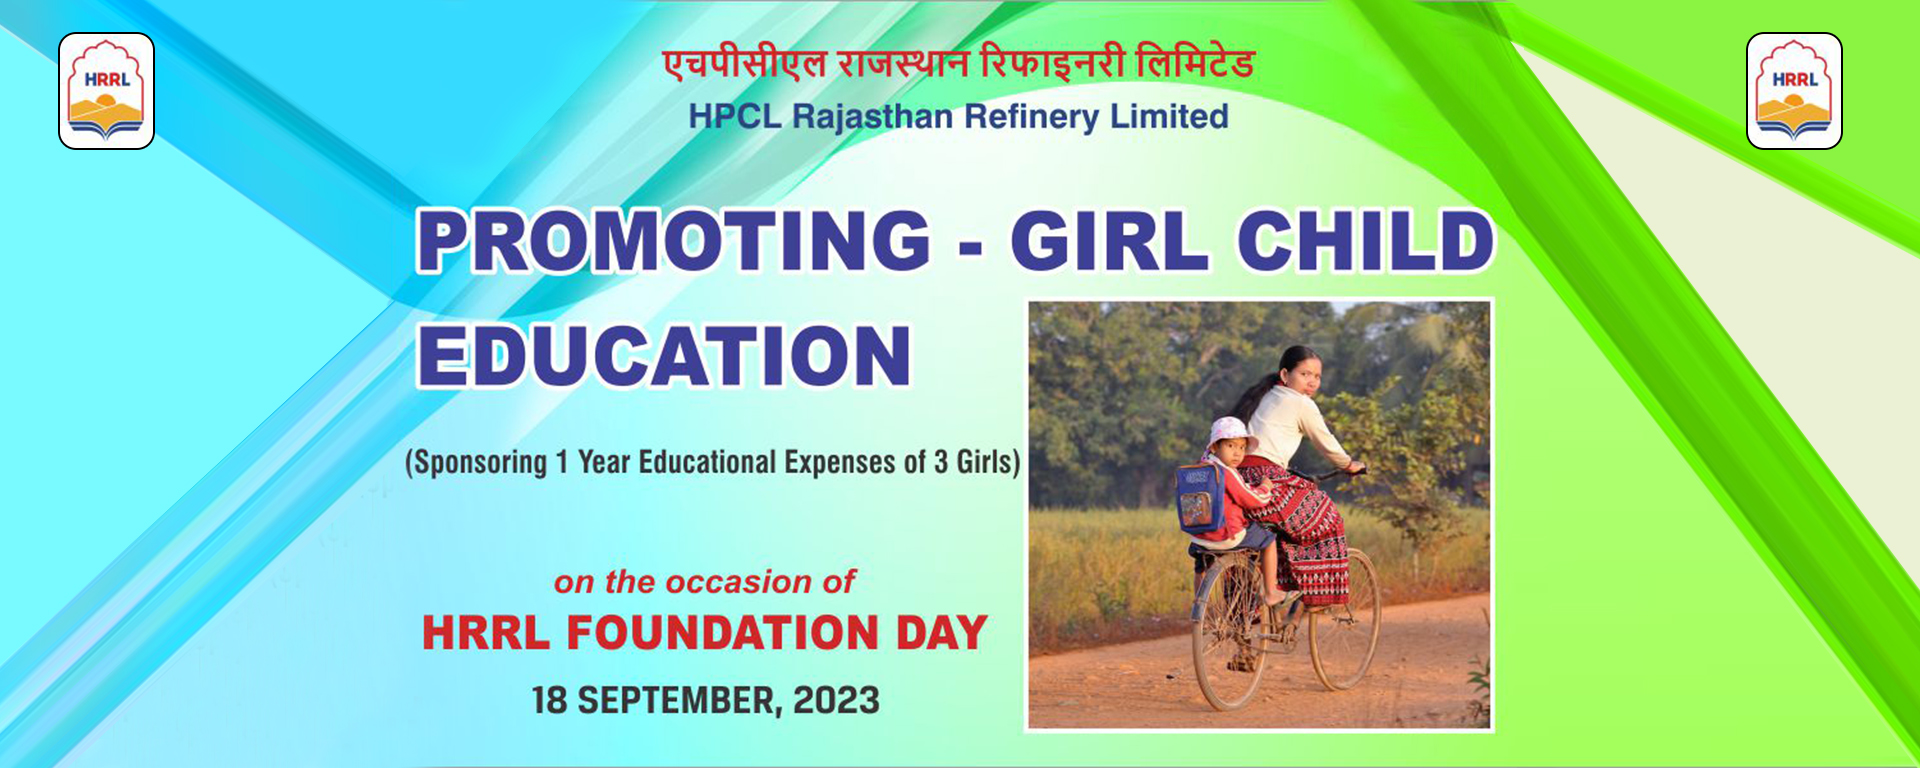 HRRL
एचपीसीएल राजस्थान रिफाइनरी लिमिटेड
HRRL
HPCL Rajasthan Refinery Limited
PROMOTING - GIRL CHILD
EDUCATION
(Sponsoring 1 Year Educational Expenses of 3 Girls)
on the occasion of
HRRL FOUNDATION DAY
18 SEPTEMBER, 2023